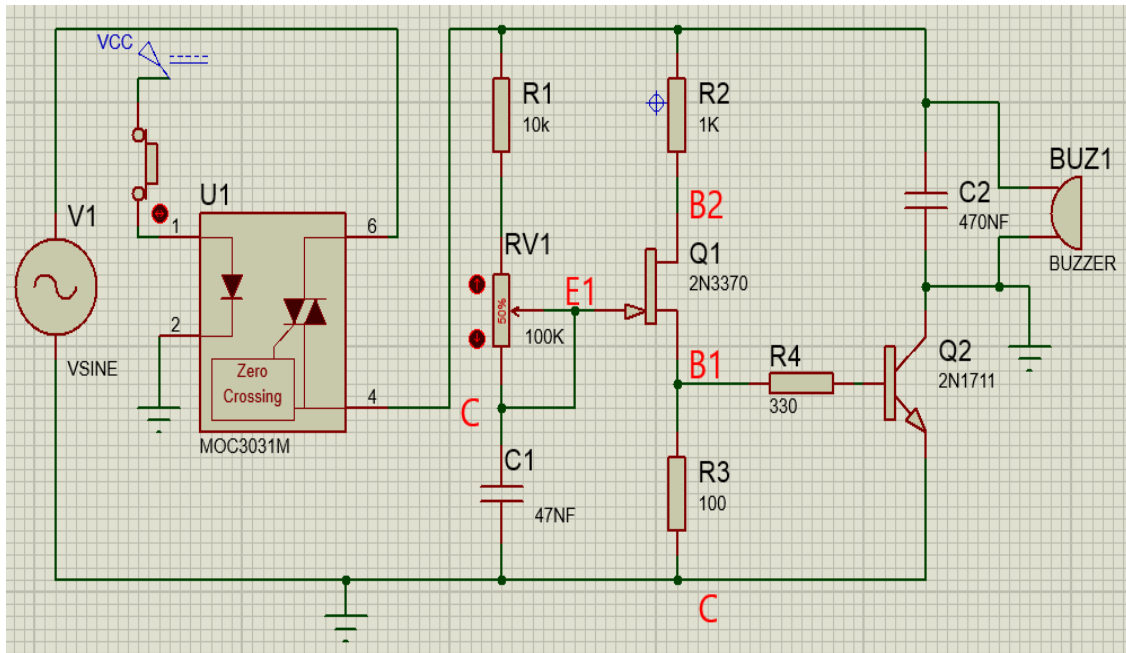 VCC
V1
VSINE
U1
1
6
2
4
Zero
Crossing
MOC3031M
R1
10k
RV1
50%
100K
C
C1
47NF
R2
1K
B2
E1
Q1
2N3370
B1
R4
330
R3
100
C
C2
470NF
BUZ1
BUZZER
Q2
2N1711